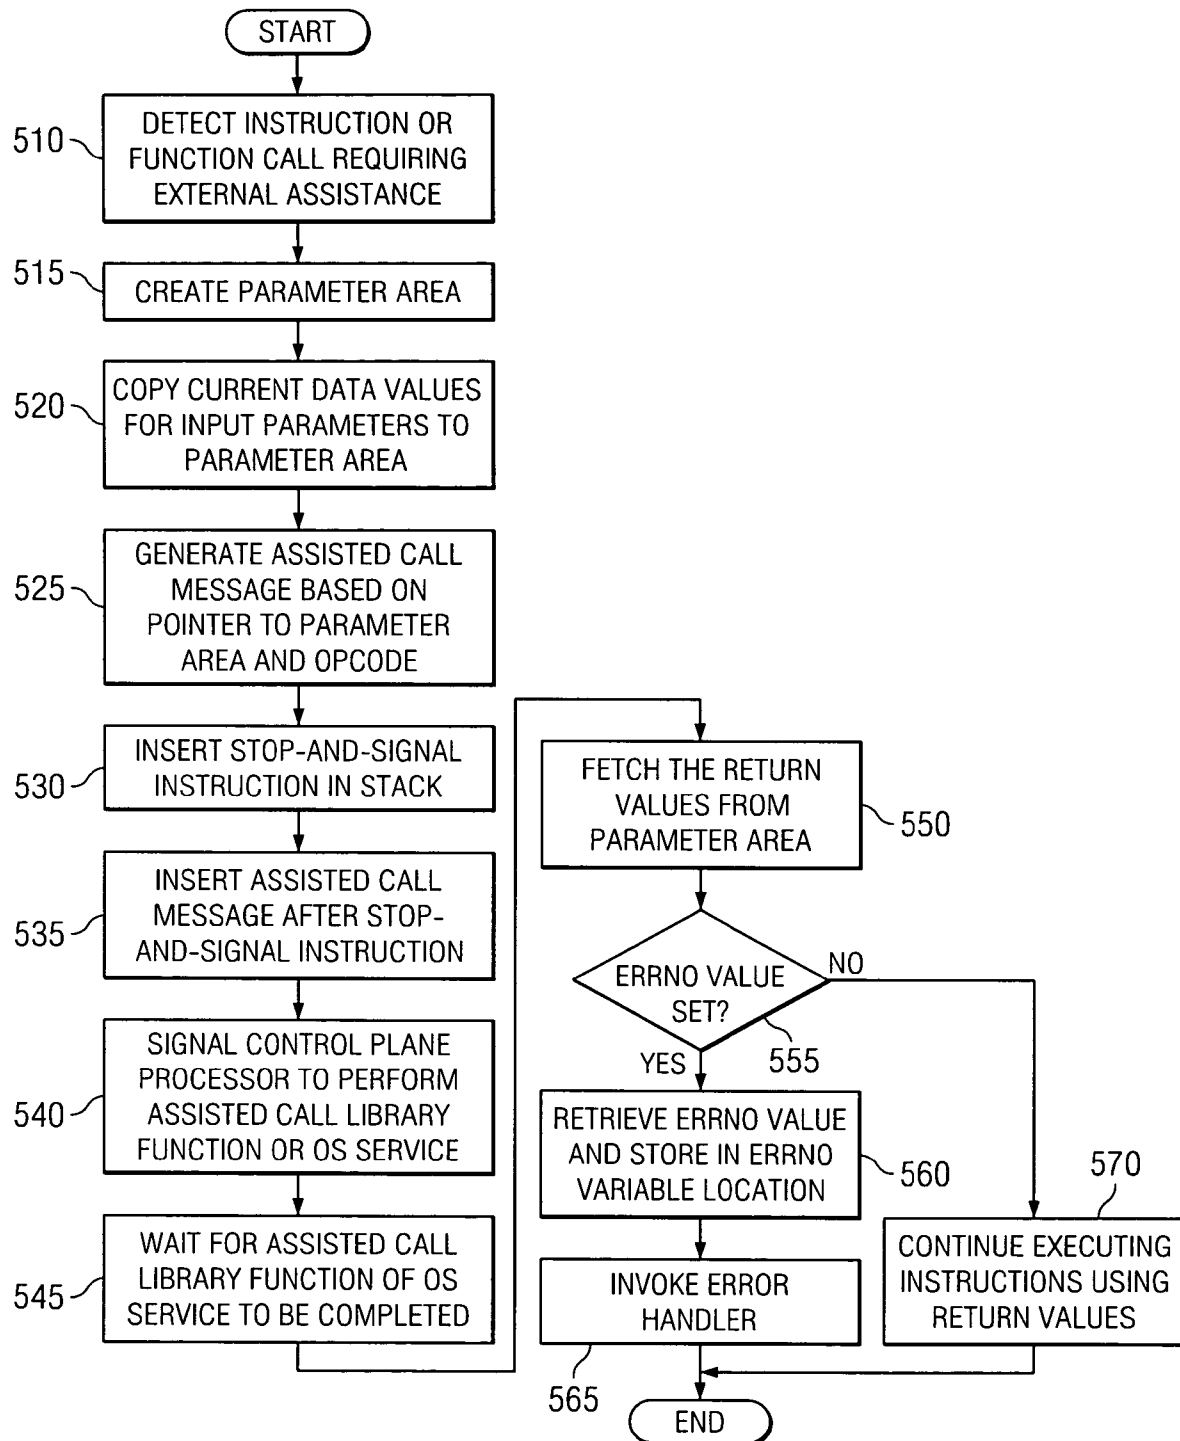 START
510
DETECT INSTRUCTION OR
FUNCTION CALL REQUIRING
EXTERNAL ASSISTANCE
515
CREATE PARAMETER AREA
520
COPY CURRENT DATA VALUES
FOR INPUT PARAMETERS TO
PARAMETER AREA
525
GENERATE ASSISTED CALL
MESSAGE BASED ON
POINTER TO PARAMETER
AREA AND OPCODE
530
INSERT STOP-AND-SIGNAL
INSTRUCTION IN STACK
535
INSERT ASSISTED CALL
MESSAGE AFTER STOP-
AND-SIGNAL INSTRUCTION
540
SIGNAL CONTROL PLANE
PROCESSOR TO PERFORM
ASSISTED CALL LIBRARY
FUNCTION OR OS SERVICE
545
WAIT FOR ASSISTED CALL
LIBRARY FUNCTION OF OS
SERVICE TO BE COMPLETED
FETCH THE RETURN
VALUES FROM
PARAMETER AREA
550
ERRNO VALUE
SET?
555
NO
YES
RETRIEVE ERRNO VALUE
AND STORE IN ERRNO
VARIABLE LOCATION
560
INVOKE ERROR
HANDLER
565
570
CONTINUE EXECUTING
INSTRUCTIONS USING
RETURN VALUES
END